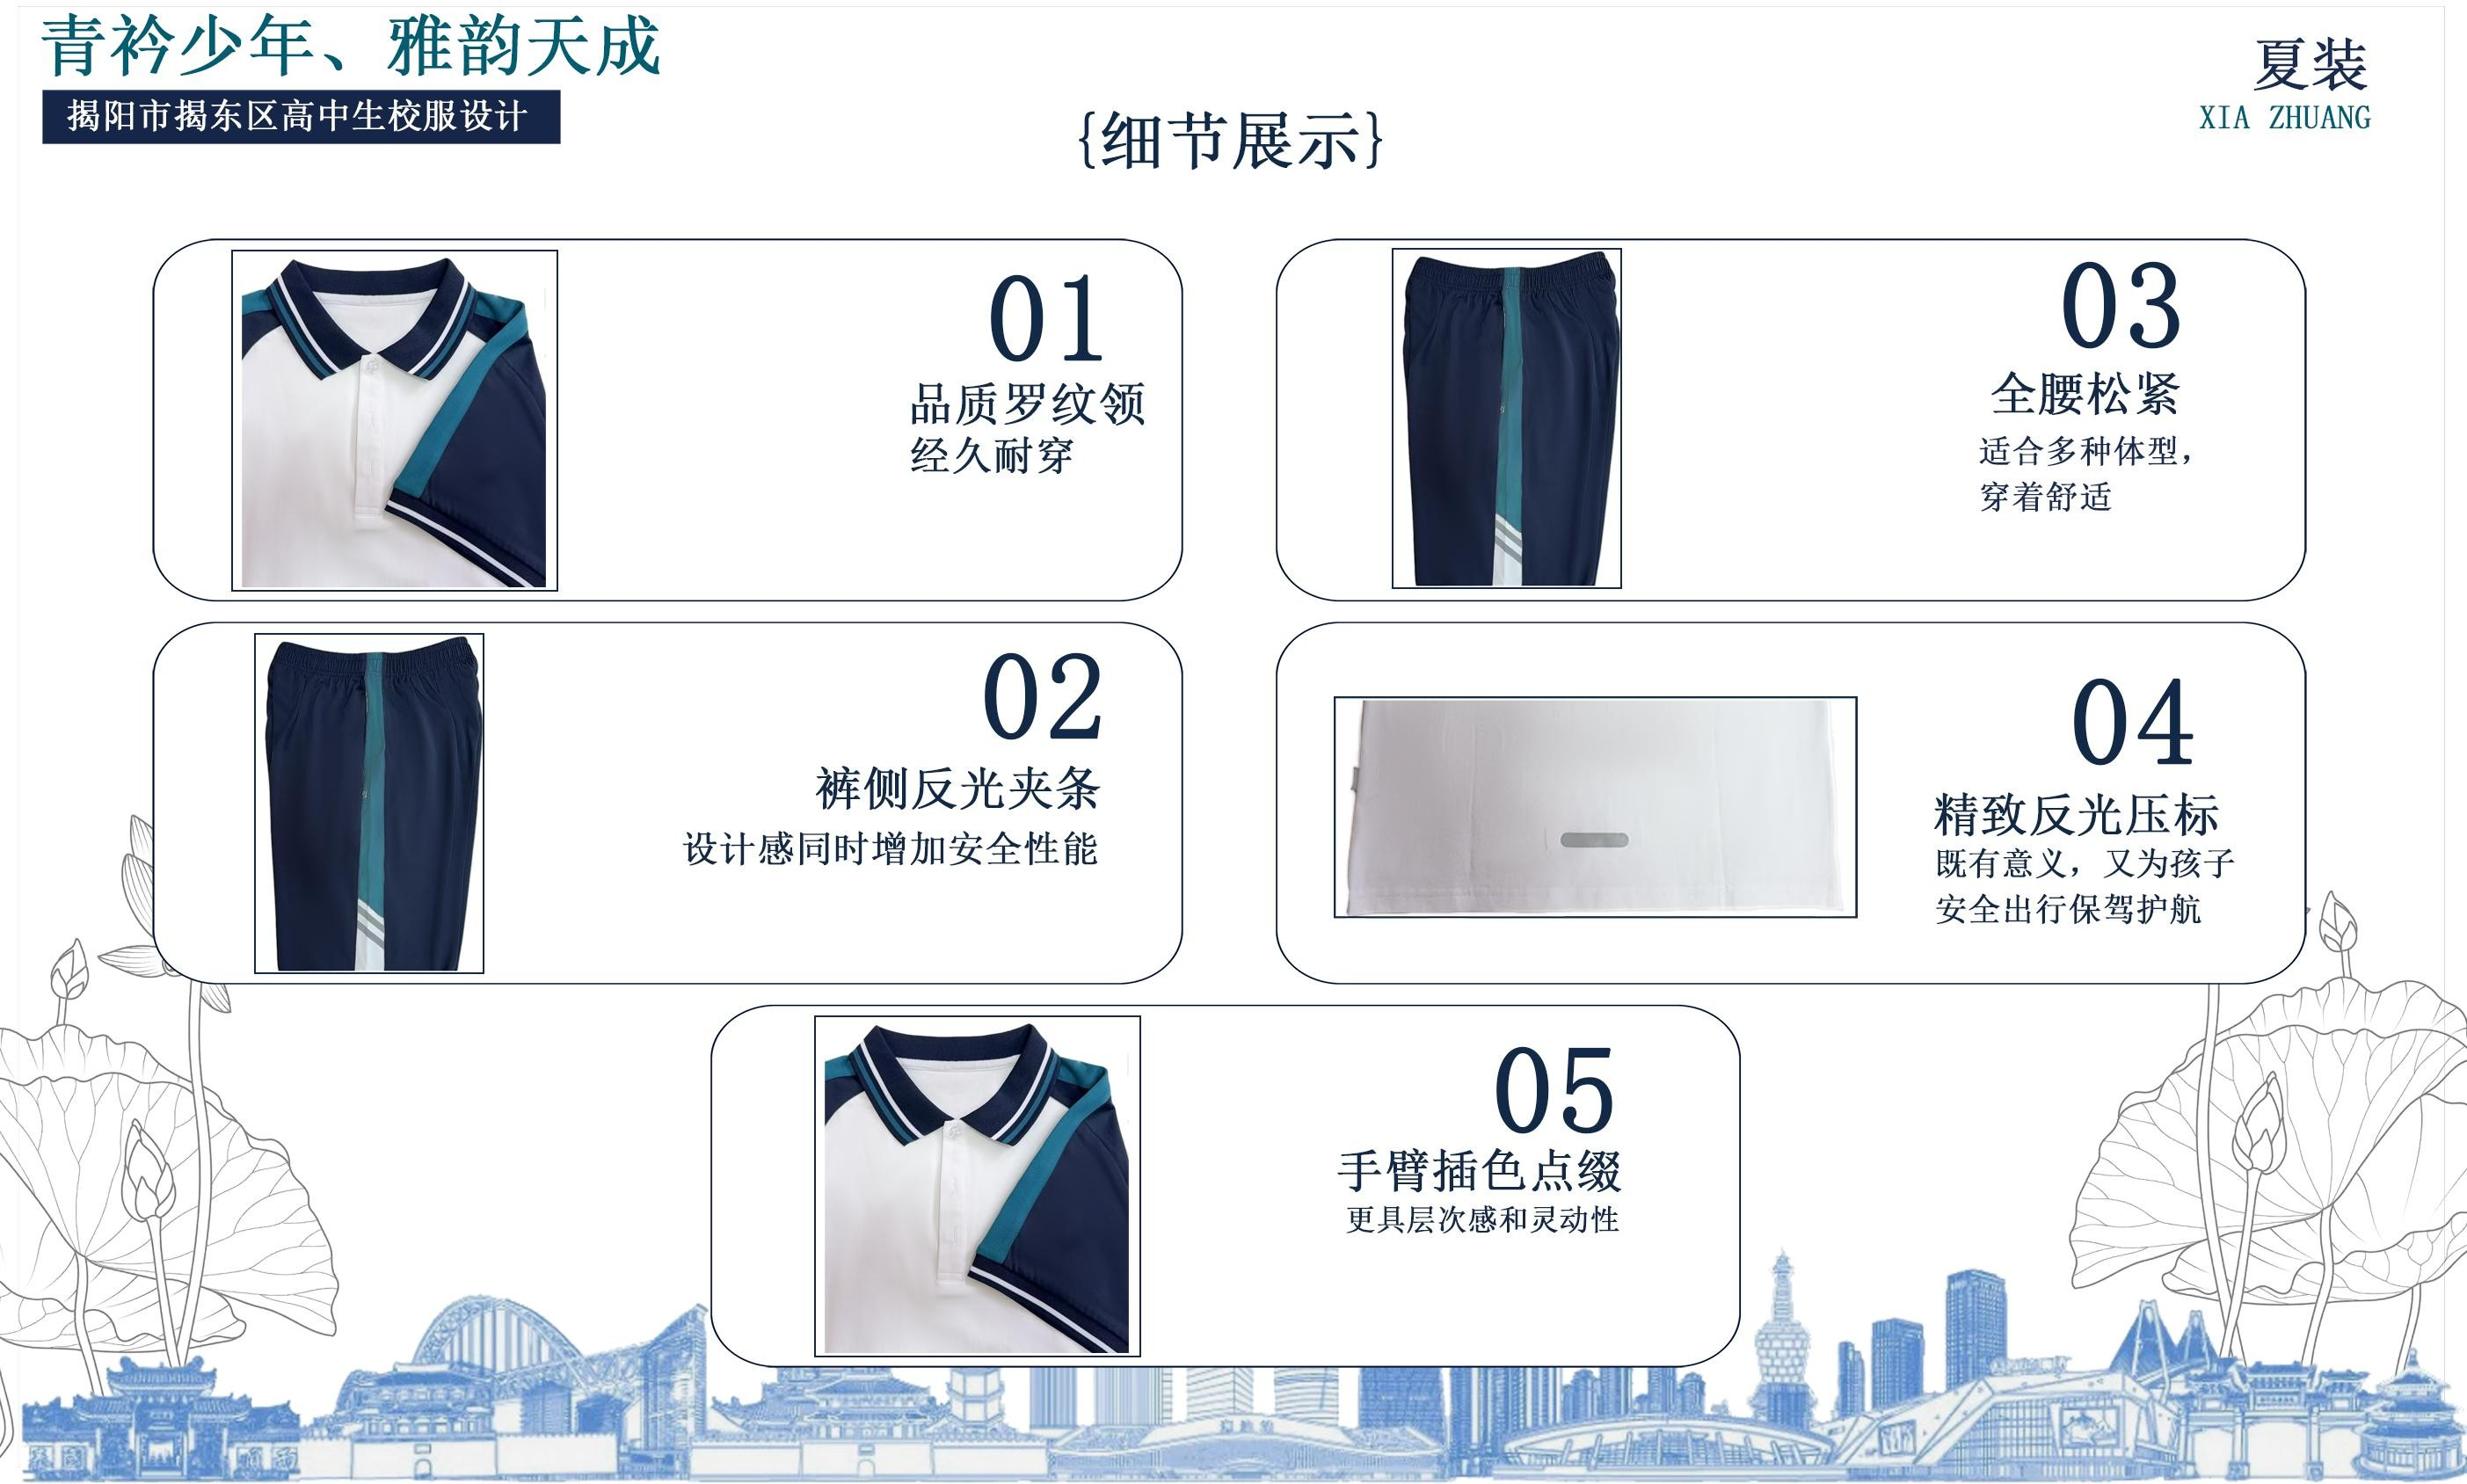 青衿少年、雅韵天成
揭阳市揭东区高中生校服设计
夏装
XIA ZHUANG
{细节展示}
01
品质罗纹领
经久耐穿
02
裤侧反光夹条
设计感同时增加安全性能
03
全腰松紧
适合多种体型，
穿着舒适
04
精致反光压标
既有意义，又为孩子
安全出行保驾护航
05
手臂插色点缀
更具层次感和灵动性